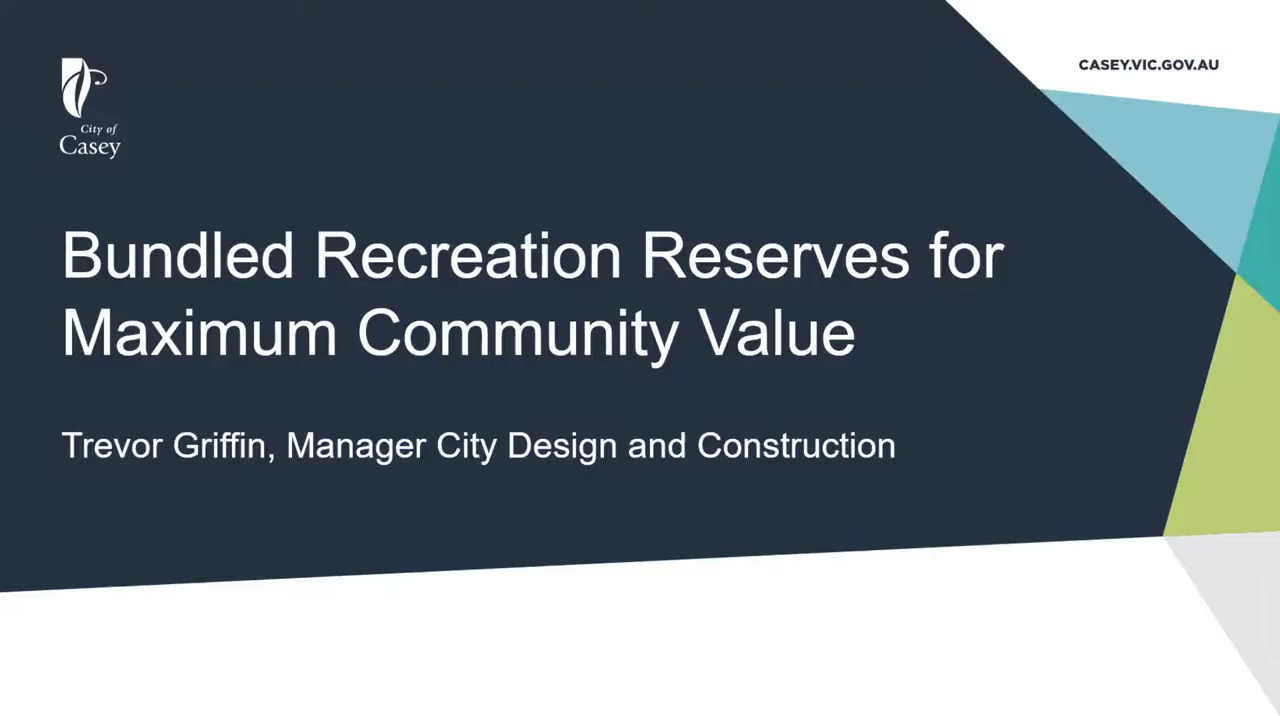 CASEY.VIC.GOV.AU
City of
Casey
Bundled Recreation Reserves for
Maximum Community Value
Trevor Griffin, Manager City Design and Construction